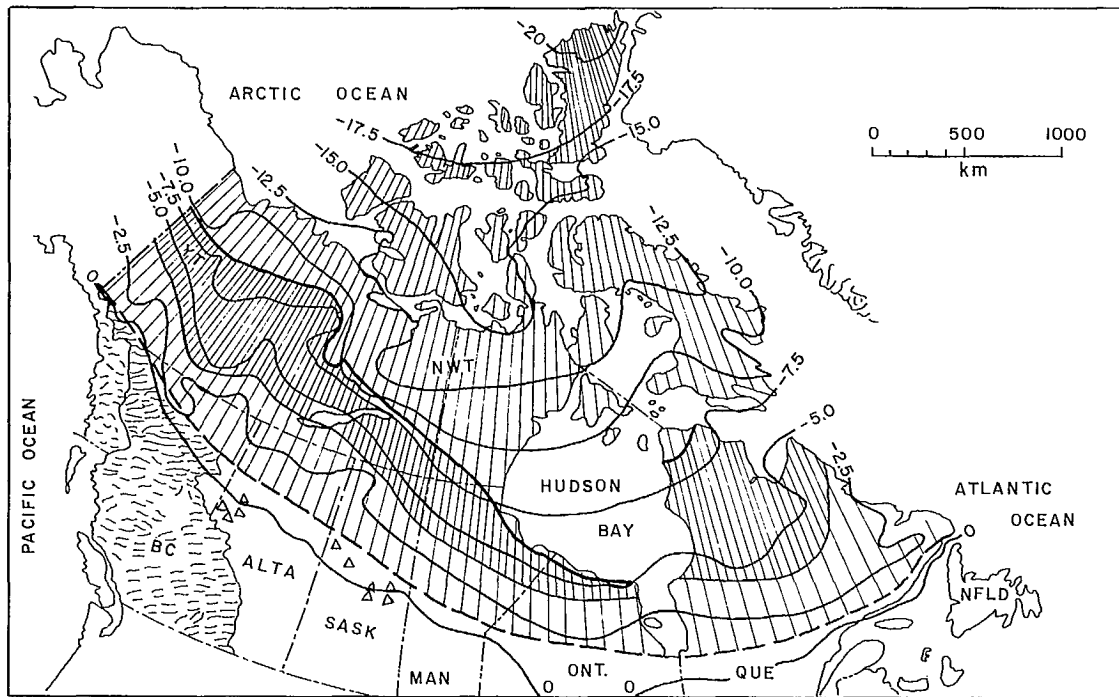 -20
ARCTIC OCEAN
-17.5
-17.5
-15.0
0 500 1000
km
-15.0
-12.5
-10.0
-7.5
-5.0
-2.5
0
-12.5
-10.0
-7.5
-5.0
-2.5
NWT
HUDSON
BAY
ATLANTIC
OCEAN
0
PACIFIC OCEAN
BC
ALTA
SASK
MAN
ONT.
QUE
NFLD
0 0